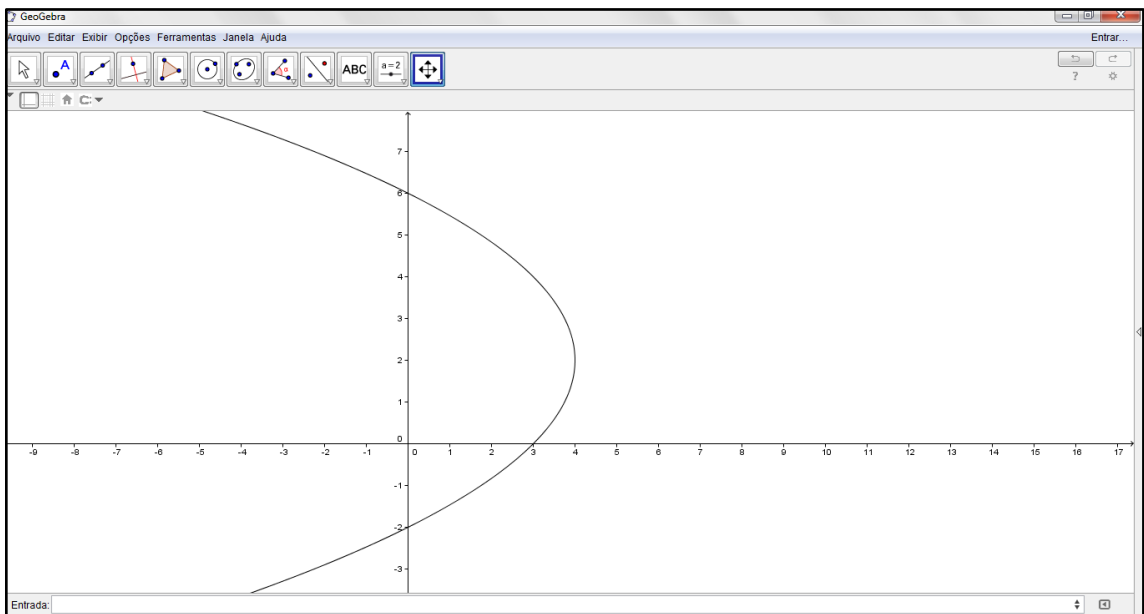 GeoGebra
Arquivo Editar Exibir Opções Ferramentas Janela Ajuda Entrar...
A ABC a=2
?
7
6
5
4
3
2
1
0
-9 -8 -7 -6 -5 -4 -3 -2 -1 0 1 2 3 4 5 6 7 8 9 10 11 12 13 14 15 16 17
-1
-2
-3
Entrada: